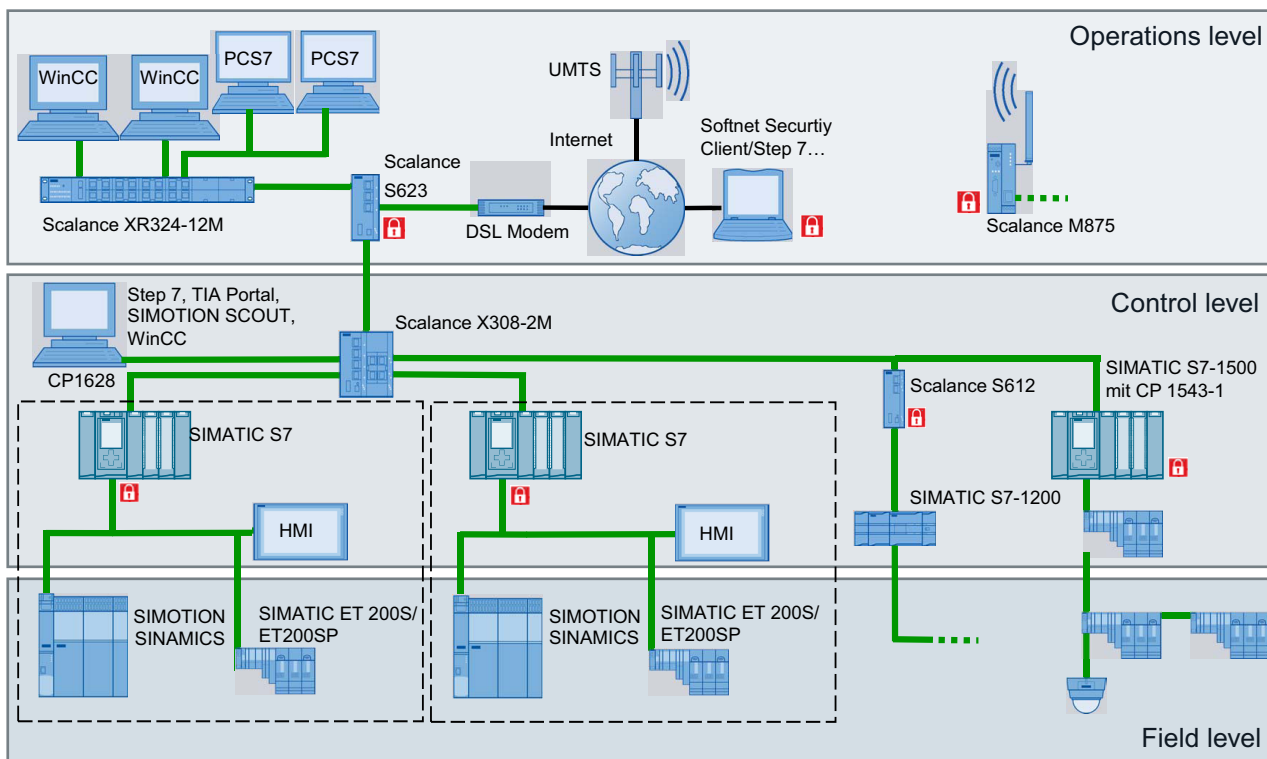 Operations level
WinCC
WinCC
PCS7
PCS7
Scalance XR324-12M
Scalance
S623
DSL Modem
UMTS
Internet
Softnet Securtiy
Client/Step 7…
Scalance M875
Control level
Step 7, TIA Portal,
SIMOTION SCOUT,
WinCC
CP1628
Scalance X308-2M
SIMATIC S7
HMI
SIMATIC S7
HMI
Scalance S612
SIMATIC S7-1200
SIMATIC S7-1500
mit CP 1543-1
SIMOTION
SINAMICS
SIMATIC ET 200S/
ET200SP
SIMOTION
SINAMICS
SIMATIC ET 200S/
ET200SP
Field level